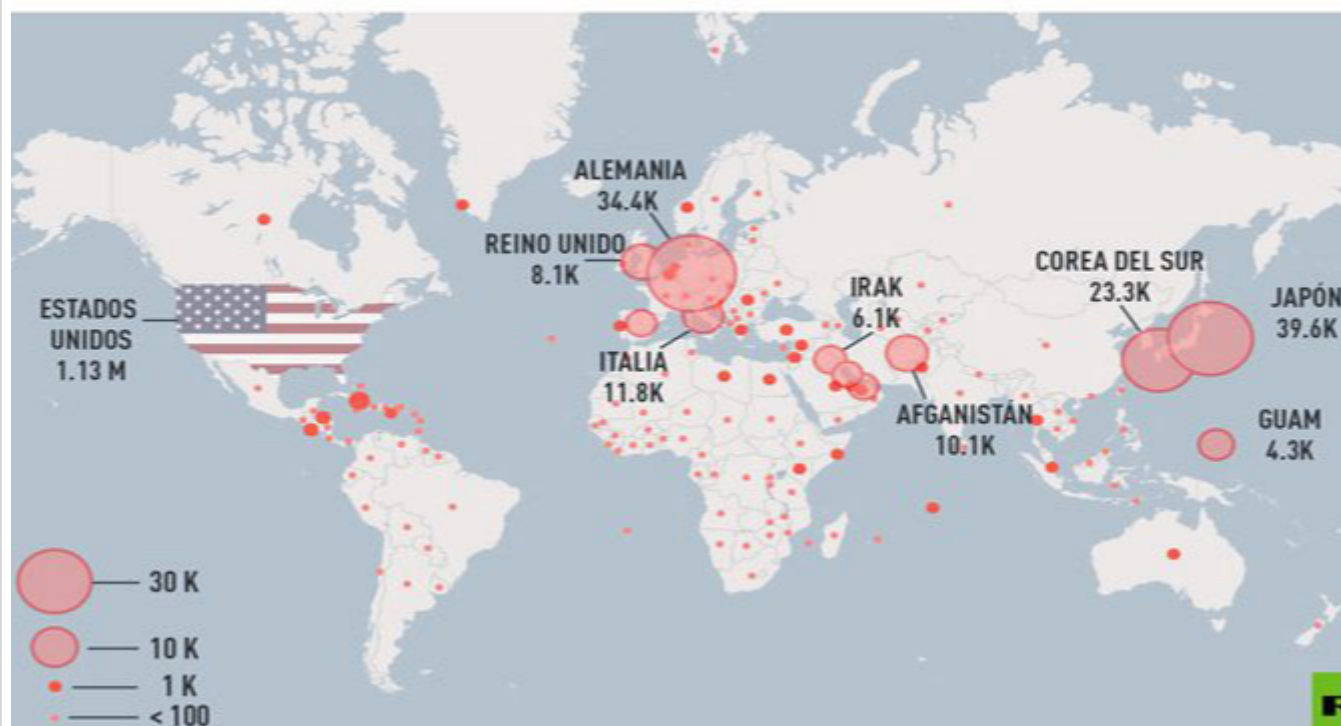 ALEMANIA
34.4K
REINO UNIDO
8.1K
COREA DEL SUR
23.3K
IRAK
6.1K
JAPÓN
39.6K
ESTADOS
UNIDOS
1.13 M
ITALIA
11.8K
AFGANISTÁN
10.1K
GUAM
4.3K
30 K
10 K
1 K
< 100